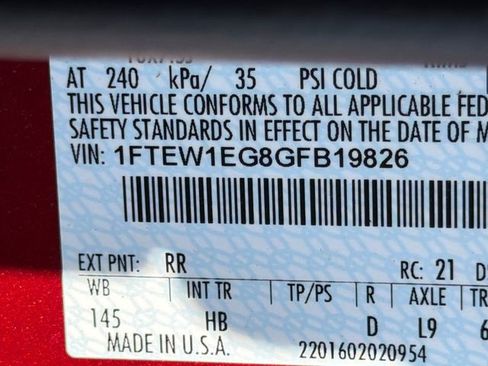 AT 240 kPa/ 35 PSI COLD
THIS VEHICLE CONFORMS TO ALL APPLICABLE FED
SAFETY STANDARDS IN EFFECT ON THE DATE OF M
VIN: 1FTEW1EG8GFB19826
EXT PNT: RR RC: 21 D
WB INT TR TP/PS R AXLE TR
145 HB D L9 6
MADE IN U.S.A. 2201602020954